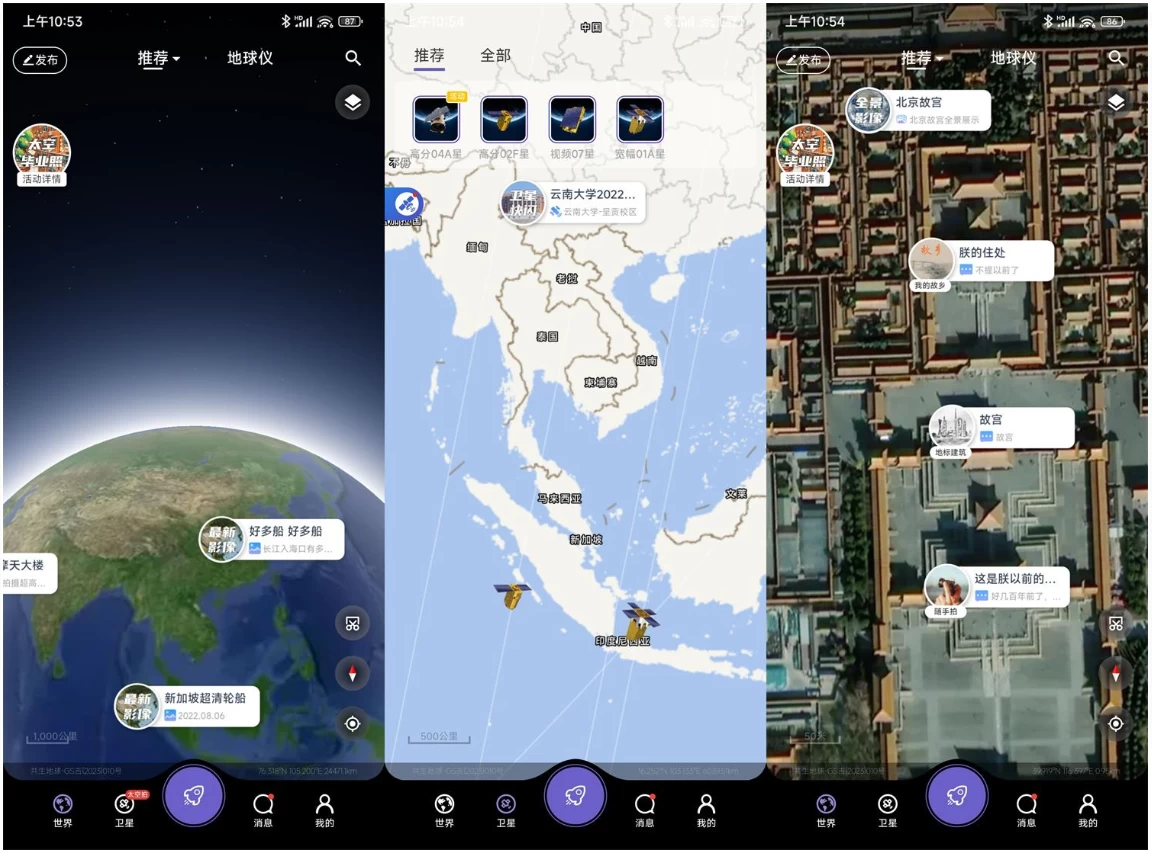 上午10:53
HD
87
发布
推荐
地球仪
太空
毕业照
活动详情
最新
影像
好多船 好多船
长江入海口有多...
摩天大楼
拍摄超高...
最新
影像
新加坡超清轮船
2022.08.06
1,000公里
世界
太空拍
卫星
消息
我的
上午10:54
中国
推荐
全部
活动
高分04A星
高分02F星
视频07星
宽幅01A星
不丹
卫星
校园
云南大学2022...
云南大学-呈贡校区
缅甸
老挝
泰国
越南
柬埔寨
马来西亚
文莱
新加坡
印度尼西亚
500公里
世界
卫星
消息
我的
上午10:54
HD
86
发布
推荐
地球仪
全景
影像
北京故宫
北京故宫全景展示
太空
毕业照
活动详情
故乡
朕的住处
不提以前了
我的故乡
故宫
故宫
地标建筑
这是朕以前的...
好几百年前了，...
随手拍
50米
世界
卫星
消息
我的